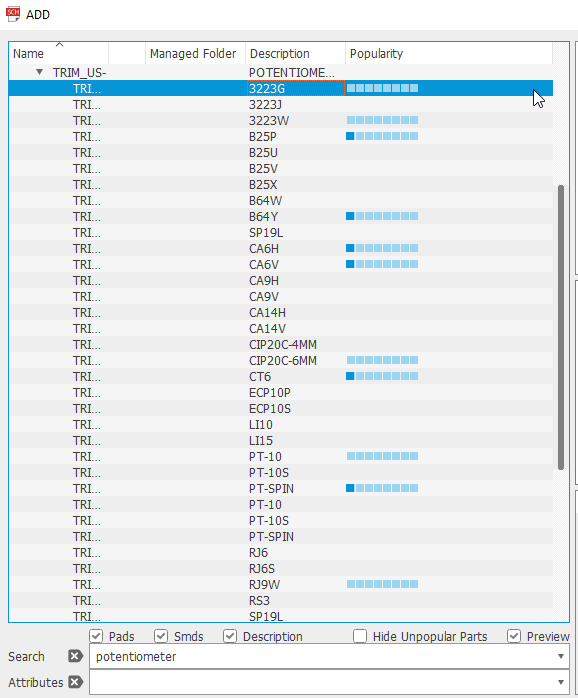 SCH ADD
Name Managed Folder Description Popularity
TRIM_US- POTENTIOME...
TRI... 3223G
TRI... 3223J
TRI... 3223W
TRI... B25P
TRI... B25U
TRI... B25V
TRI... B25X
TRI... B64W
TRI... B64Y
TRI... SP19L
TRI... CA6H
TRI... CA6V
TRI... CA9H
TRI... CA9V
TRI... CA14H
TRI... CA14V
TRI... CIP20C-4MM
TRI... CIP20C-6MM
TRI... CT6
TRI... ECP10P
TRI... ECP10S
TRI... LI10
TRI... LI15
TRI... PT-10
TRI... PT-10S
TRI... PT-SPIN
TRI... PT-10
TRI... PT-10S
TRI... PT-SPIN
TRI... RJ6
TRI... RJ6S
TRI... RJ9W
TRI... RS3
TRI... SP19L
Pads Smds Description Hide Unpopular Parts Preview
Search potentiometer
Attributes